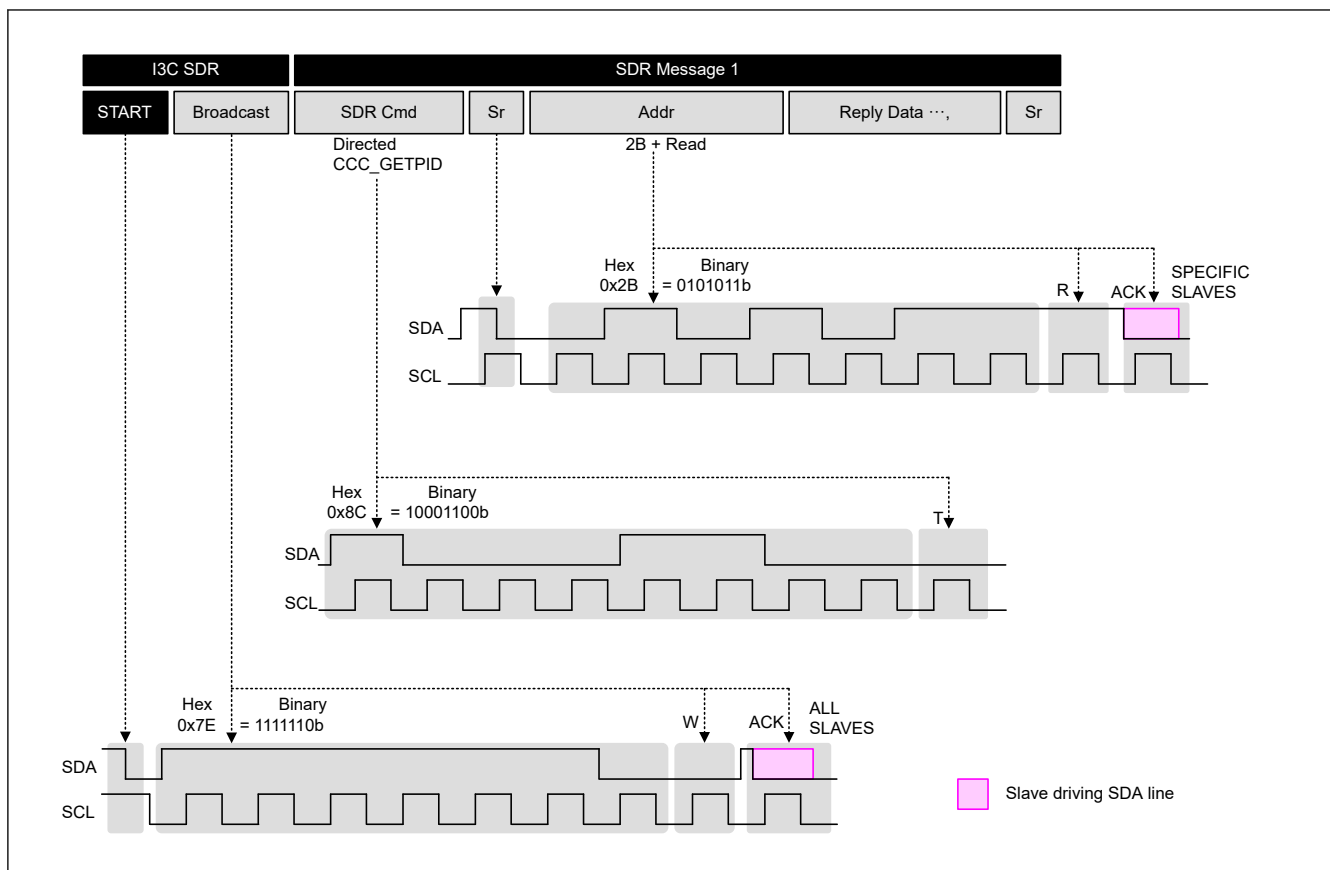 I3C SDR
SDR Message 1
START
Broadcast
SDR Cmd
Sr
Addr
Reply Data ⋯,
Sr
Directed
CCC_GETPID
2B + Read
Hex
0x2B
Binary
= 0101011b
R
ACK
SPECIFIC
SLAVES
SDA
SCL
Hex
0x8C
Binary
= 10001100b
T
SDA
SCL
Hex
0x7E
Binary
= 1111110b
W
ACK
ALL
SLAVES
SDA
SCL
Slave driving SDA line